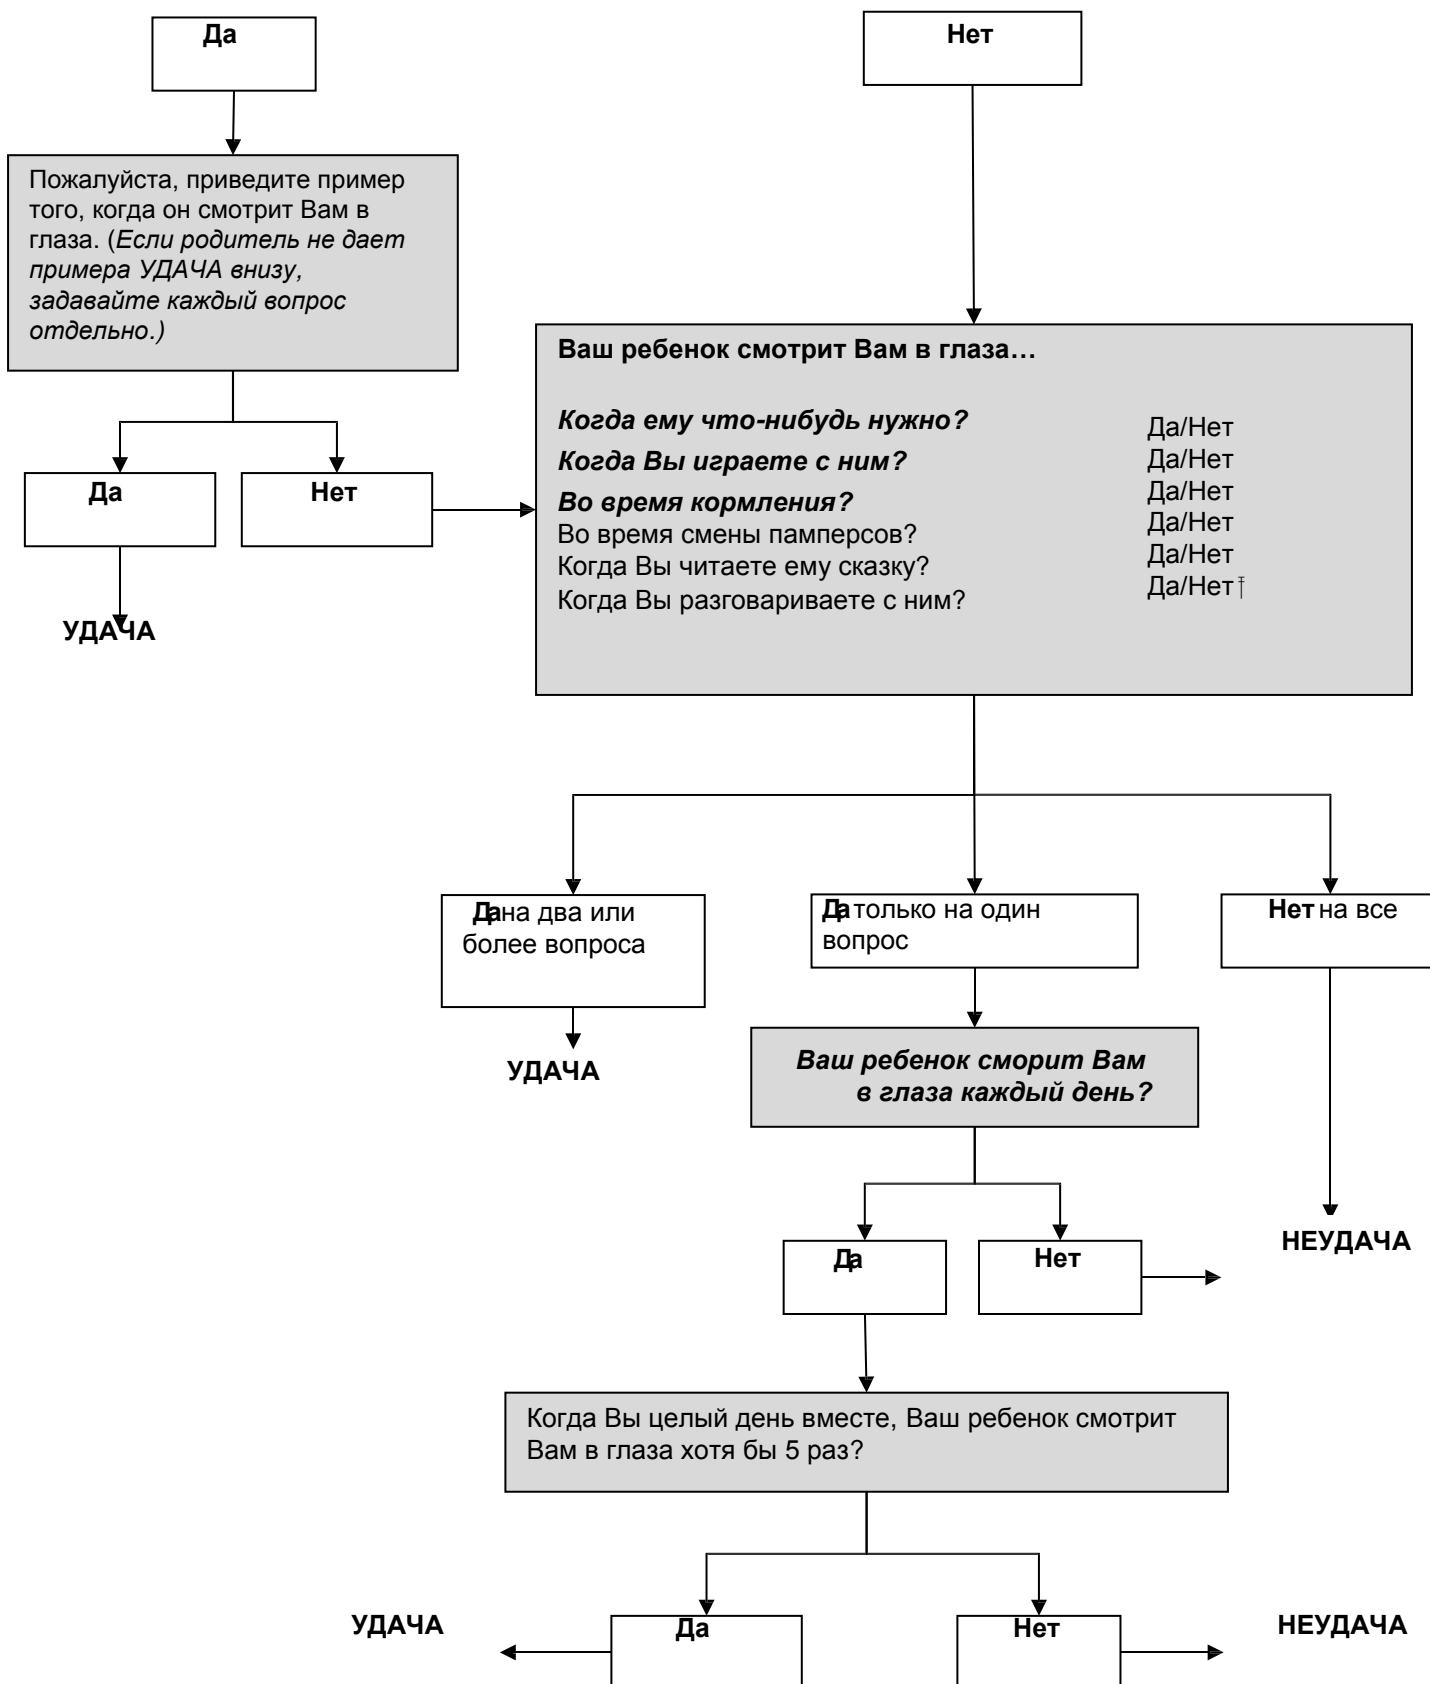 Да
Нет
Пожалуйста, приведите пример
того, когда он смотрит Вам в
глаза. (Если родитель не дает
примера УДАЧА внизу,
задавайте каждый вопрос
отдельно.)
Да
Нет
УДАЧА
Ваш ребенок смотрит Вам в глаза…
Когда ему что-нибудь нужно? Да/Нет
Когда Вы играете с ним? Да/Нет
Во время кормления? Да/Нет
Во время смены памперсов? Да/Нет
Когда Вы читаете ему сказку? Да/Нет
Когда Вы разговариваете с ним? Да/Нет†
Да на два или
более вопроса
Да только на один
вопрос
Нет на все
УДАЧА
Ваш ребенок сморит Вам
в глаза каждый день?
НЕУДАЧА
Да
Нет
Когда Вы целый день вместе, Ваш ребенок смотрит
Вам в глаза хотя бы 5 раз?
УДАЧА
Да
Нет
НЕУДАЧА